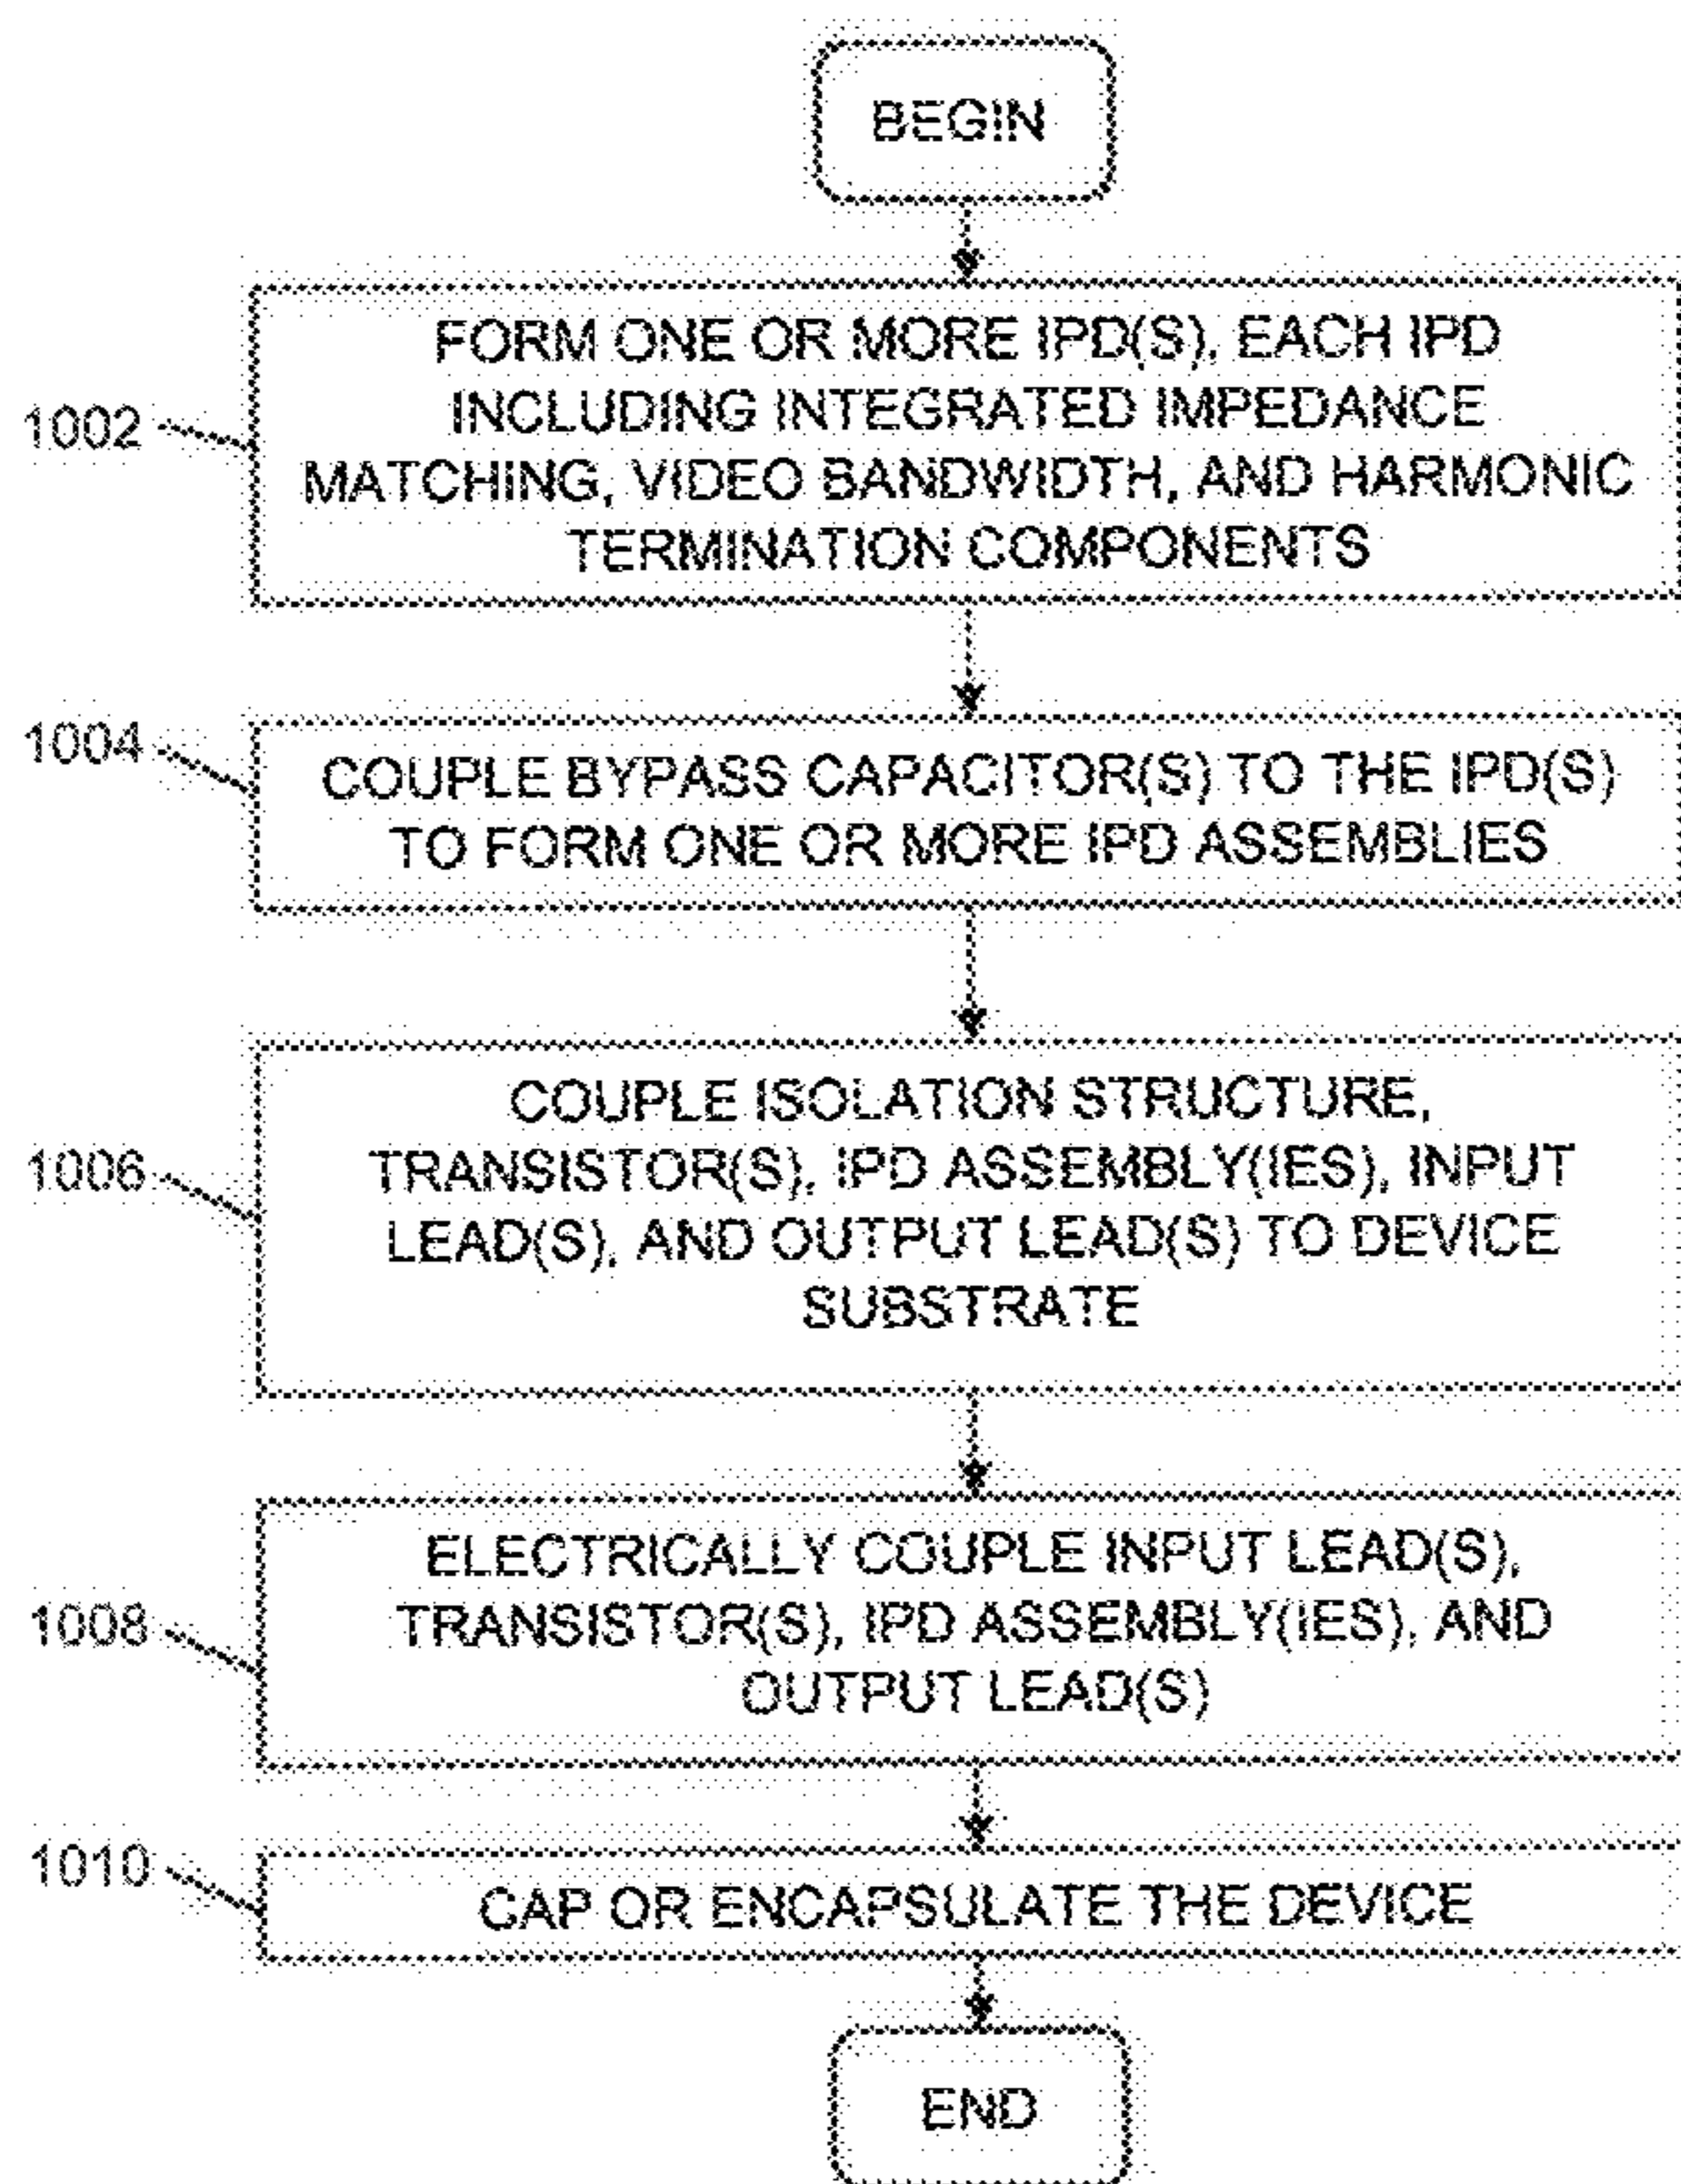 BEGIN
1002
FORM ONE OR MORE IPD(S), EACH IPD
INCLUDING INTEGRATED IMPEDANCE
MATCHING, VIDEO BANDWIDTH, AND HARMONIC
TERMINATION COMPONENTS
1004
COUPLE BYPASS CAPACITOR(S) TO THE IPD(S)
TO FORM ONE OR MORE IPD ASSEMBLIES
1006
COUPLE ISOLATION STRUCTURE,
TRANSISTOR(S), IPD ASSEMBLY(IES), INPUT
LEAD(S), AND OUTPUT LEAD(S) TO DEVICE
SUBSTRATE
1008
ELECTRICALLY COUPLE INPUT LEAD(S),
TRANSISTOR(S), IPD ASSEMBLY(IES), AND
OUTPUT LEAD(S)
1010
CAP OR ENCAPSULATE THE DEVICE
END